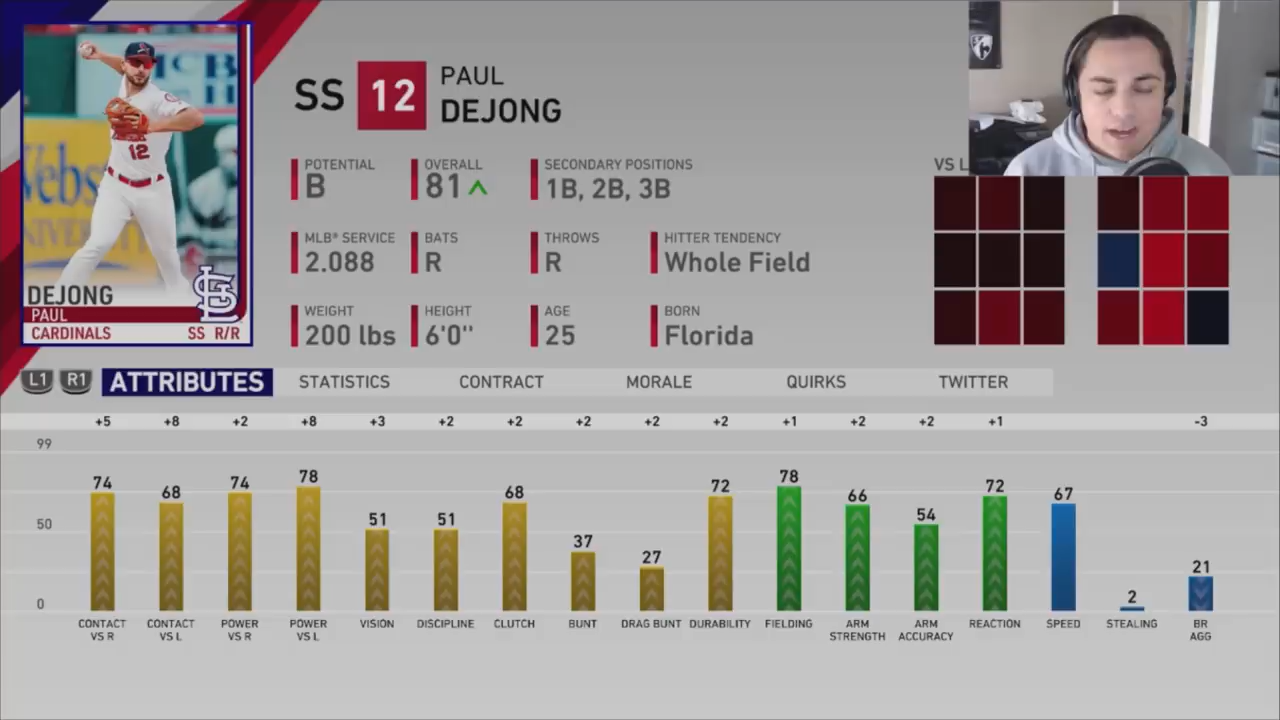 SS 12 PAUL DEJONG
POTENTIAL OVERALL SECONDARY POSITIONS
B 81 1B, 2B, 3B
VS L
MLB® SERVICE BATS THROWS HITTER TENDENCY
2.088 R R Whole Field
WEIGHT HEIGHT AGE BORN
200 lbs 6'0" 25 Florida
McB
Webs
UNIVERSITY
12
DEJONG
PAUL
CARDINALS SS R/R
L1 R1 ATTRIBUTES STATISTICS CONTRACT MORALE QUIRKS TWITTER
+5 +8 +2 +8 +3 +2 +2 +2 +2 +2 +1 +2 +2 +1 -3
99
50
0
74 68 74 78 51 51 68 37 27 72 78 66 54 72 67 2 21
CONTACT VS R CONTACT VS L POWER VS R POWER VS L VISION DISCIPLINE CLUTCH BUNT DRAG BUNT DURABILITY FIELDING ARM STRENGTH ARM ACCURACY REACTION SPEED STEALING BR AGG